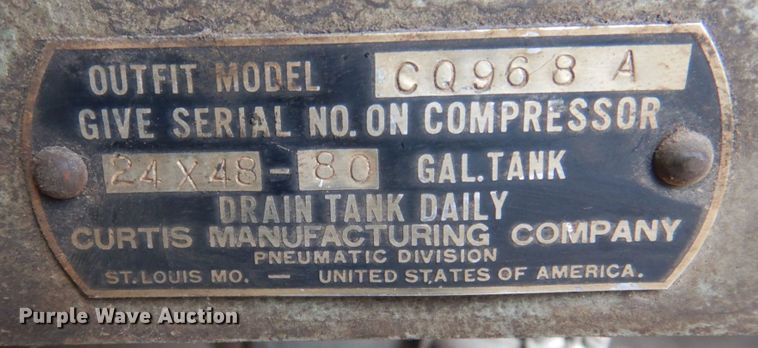 OUTFIT MODEL CQ968 A
GIVE SERIAL NO. ON COMPRESSOR
24 X 48 - 80 GAL. TANK
DRAIN TANK DAILY
CURTIS MANUFACTURING COMPANY
PNEUMATIC DIVISION
ST. LOUIS MO. — UNITED STATES OF AMERICA.
Purple Wave Auction